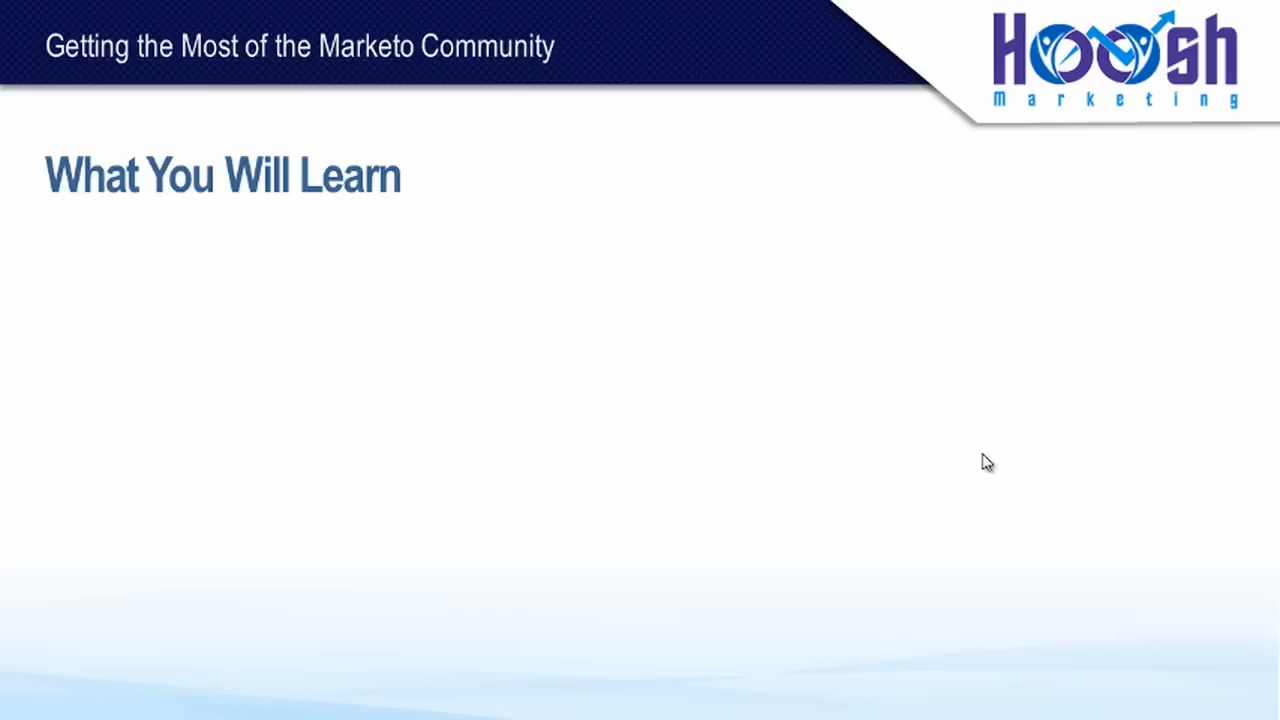 Getting the Most of the Marketo Community
Hoosh
Marketing
What You Will Learn